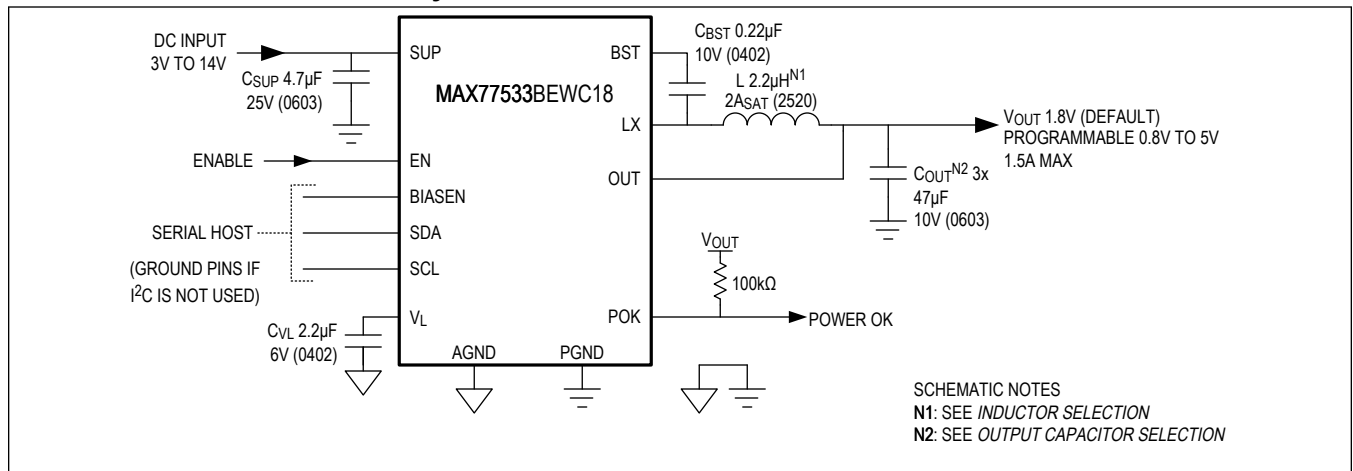 DC INPUT
3V TO 14V
CSUP 4.7µF
25V (0603)
ENABLE
SERIAL HOST
(GROUND PINS IF
I2C IS NOT USED)
CVL 2.2µF
6V (0402)
SUP
BST
MAX77533BEWC18
LX
EN
OUT
BIASEN
SDA
SCL
VL
POK
AGND
PGND
CBST 0.22µF
10V (0402)
L 2.2µHN1
2ASAT (2520)
VOUT 1.8V (DEFAULT)
PROGRAMMABLE 0.8V TO 5V
1.5A MAX
COUTN2 3x
47µF
10V (0603)
VOUT
100kΩ
POWER OK
SCHEMATIC NOTES
N1: SEE INDUCTOR SELECTION
N2: SEE OUTPUT CAPACITOR SELECTION